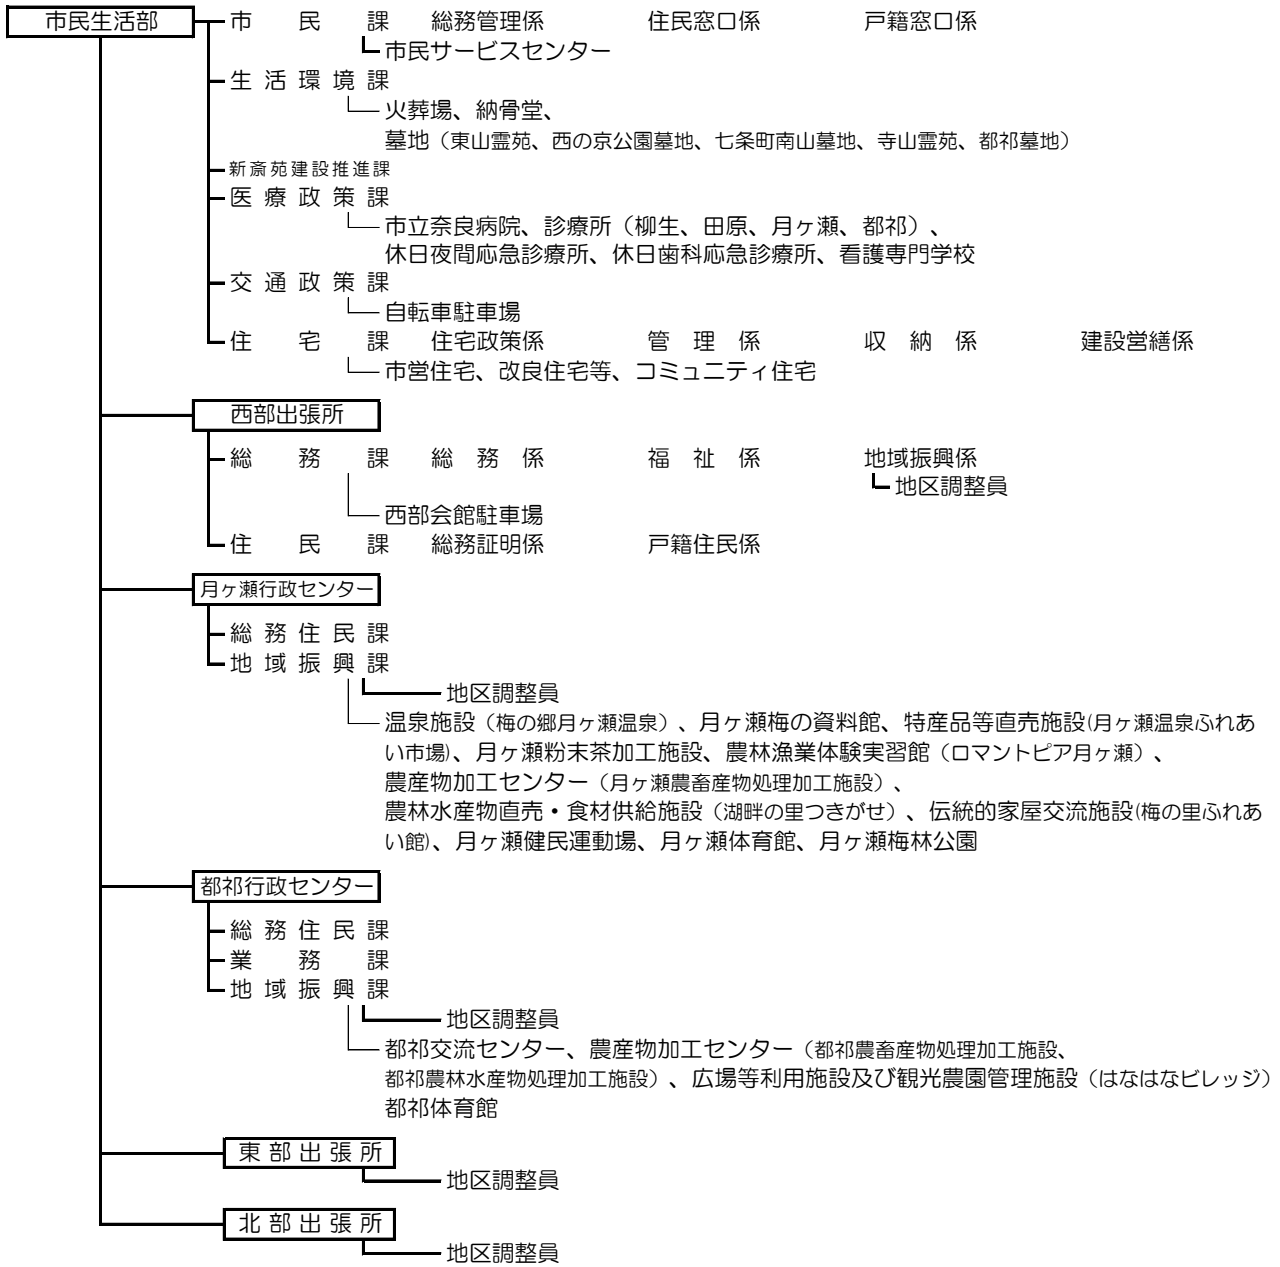 市民生活部 市民課 総務管理係 住民窓口係 戸籍窓口係
市民サービスセンター
生活環境課
火葬場、納骨堂、
墓地（東山霊苑、西の京公園墓地、七条町南山墓地、寺山霊苑、都祁墓地）
新斎苑建設推進課
医療政策課
市立奈良病院、診療所（柳生、田原、月ヶ瀬、都祁）、
休日夜間応急診療所、休日歯科応急診療所、看護専門学校
交通政策課
自転車駐車場
住宅課 住宅政策係 管理係 収納係 建設営繕係
市営住宅、改良住宅等、コミュニティ住宅
西部出張所
総務課 総務係 福祉係 地域振興係
地区調整員
西部会館駐車場
住民課 総務証明係 戸籍住民係
月ヶ瀬行政センター
総務住民課
地域振興課
地区調整員
温泉施設（梅の郷月ヶ瀬温泉）、月ヶ瀬梅の資料館、特産品等直売施設(月ヶ瀬温泉ふれあ
い市場)、月ヶ瀬粉末茶加工施設、農林漁業体験実習館（ロマントピア月ヶ瀬）、
農産物加工センター（月ヶ瀬農畜産物処理加工施設）、
農林水産物直売・食材供給施設（湖畔の里つきがせ）、伝統的家屋交流施設(梅の里ふれあ
い館)、月ヶ瀬健民運動場、月ヶ瀬体育館、月ヶ瀬梅林公園
都祁行政センター
総務住民課
業務課
地域振興課
地区調整員
都祁交流センター、農産物加工センター（都祁農畜産物処理加工施設、
都祁農林水産物処理加工施設）、広場等利用施設及び観光農園管理施設（はなはなビレッジ）
都祁体育館
東部出張所
地区調整員
北部出張所
地区調整員